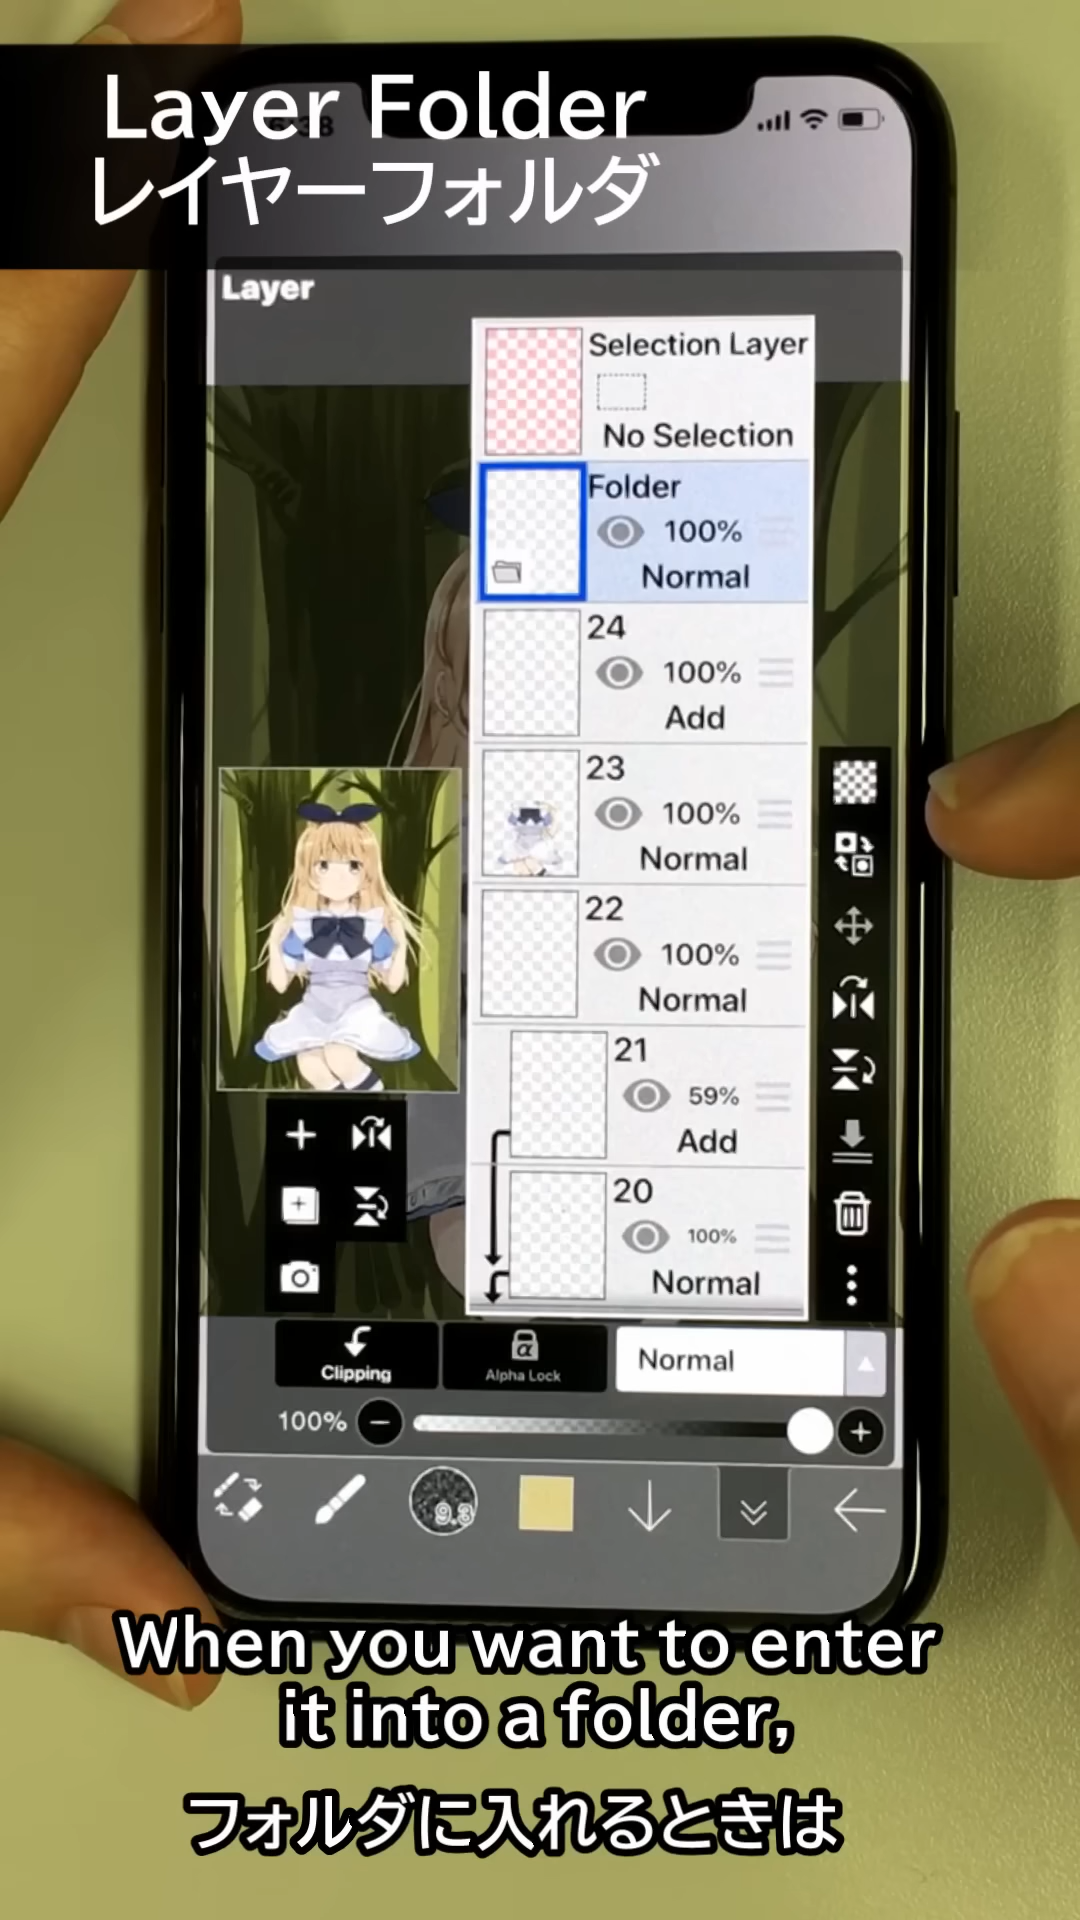 Layer Folder
レイヤーフォルダ
Layer
Selection Layer
No Selection
Folder
100%
Normal
24
100%
Add
23
100%
Normal
22
100%
Normal
21
59%
Add
20
100%
Normal
Clipping
α
Alpha Lock
Normal
100%
9.3
When you want to enter
it into a folder,
フォルダに入れるときは